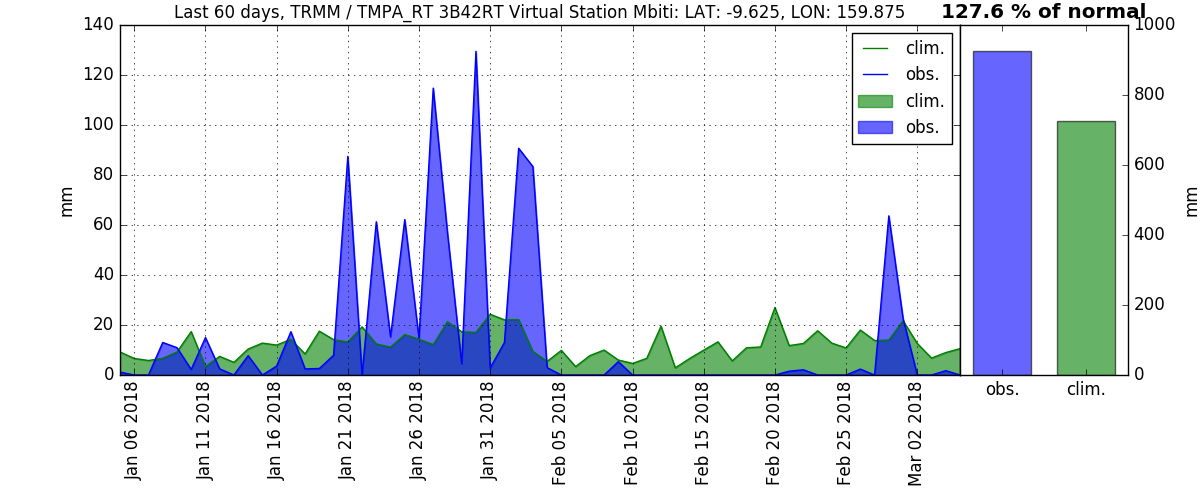 Last 60 days, TRMM / TMPA_RT 3B42RT Virtual Station Mbiti: LAT: -9.625, LON: 159.875
127.6 % of normal
140
120
100
80
60
40
20
0
mm
clim.
obs.
clim.
obs.
1000
800
600
400
200
0
mm
obs.
clim.
Jan 06 2018
Jan 11 2018
Jan 16 2018
Jan 21 2018
Jan 26 2018
Jan 31 2018
Feb 05 2018
Feb 10 2018
Feb 15 2018
Feb 20 2018
Feb 25 2018
Mar 02 2018